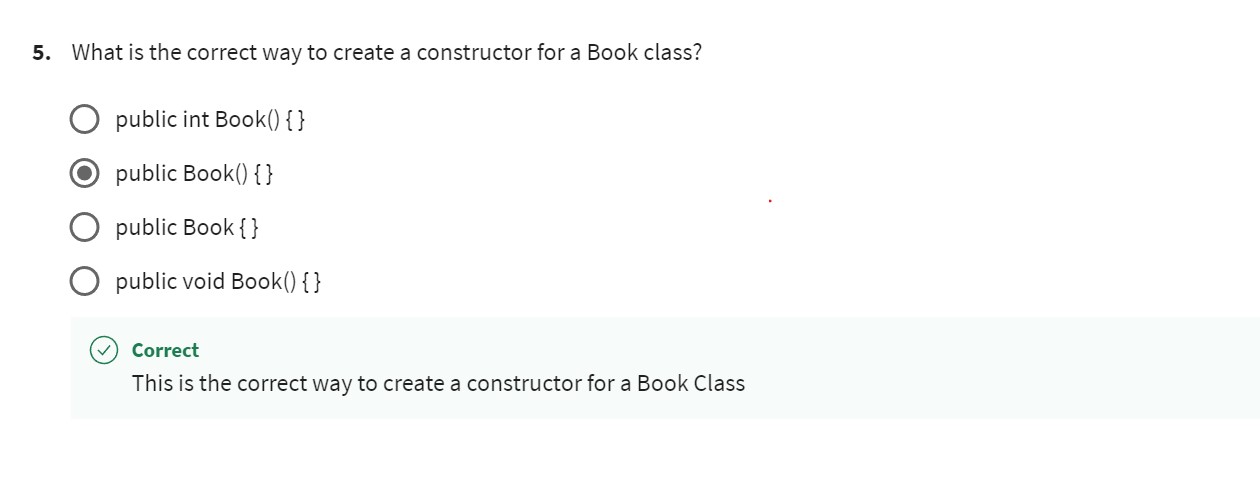 5. What is the correct way to create a constructor for a Book class?
public int Book() { }
public Book() { }
public Book { }
public void Book() { }
Correct
This is the correct way to create a constructor for a Book Class